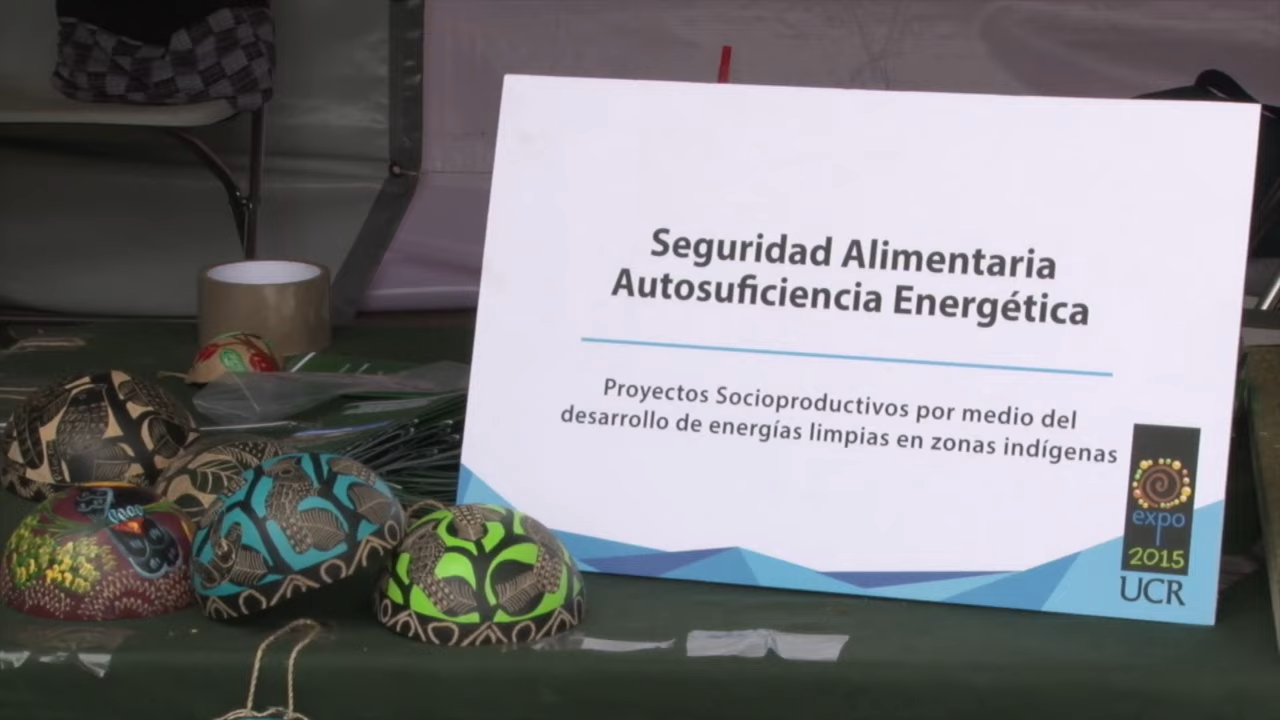 Seguridad Alimentaria
Autosuficiencia Energética
Proyectos Socioproductivos por medio del
desarrollo de energías limpias en zonas indígenas
expo
2015
UCR